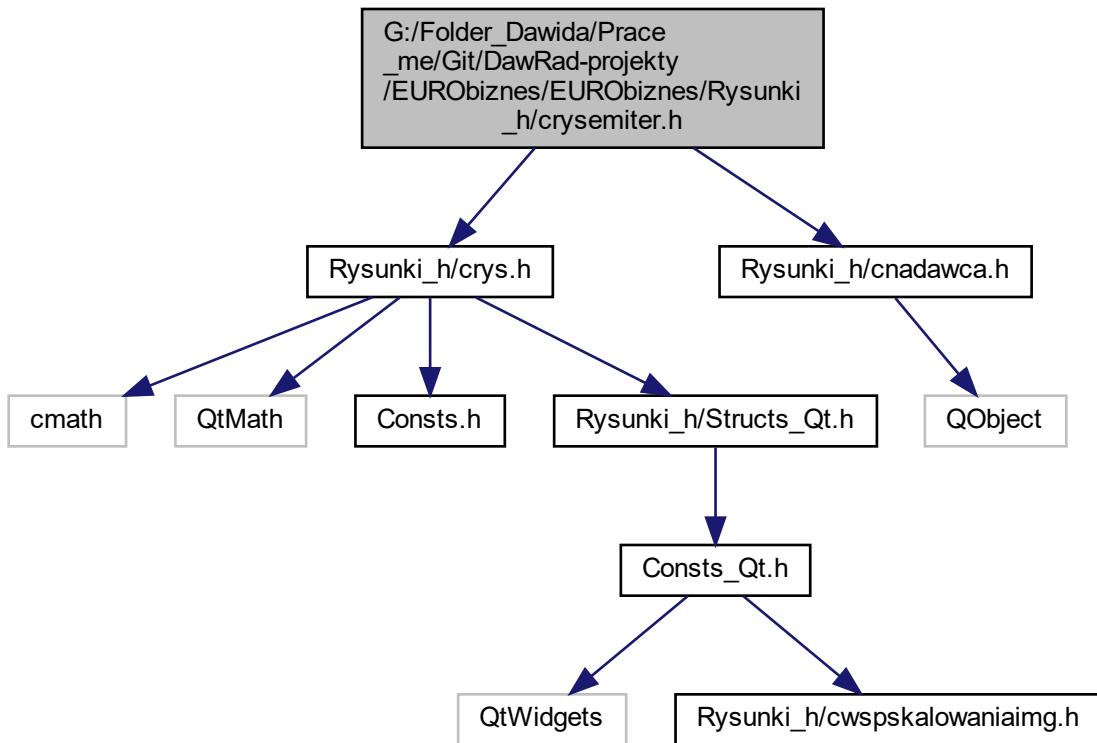 G:/Folder_Dawida/Prace
_me/Git/DawRad-projekty
/EURObiznes/EURObiznes/Rysunki
_h/crysemiter.h
Rysunki_h/crys.h
Rysunki_h/cnadawca.h
cmath
QtMath
Consts.h
Rysunki_h/Structs_Qt.h
QObject
Consts_Qt.h
QtWidgets
Rysunki_h/cwspskalowaniaimg.h